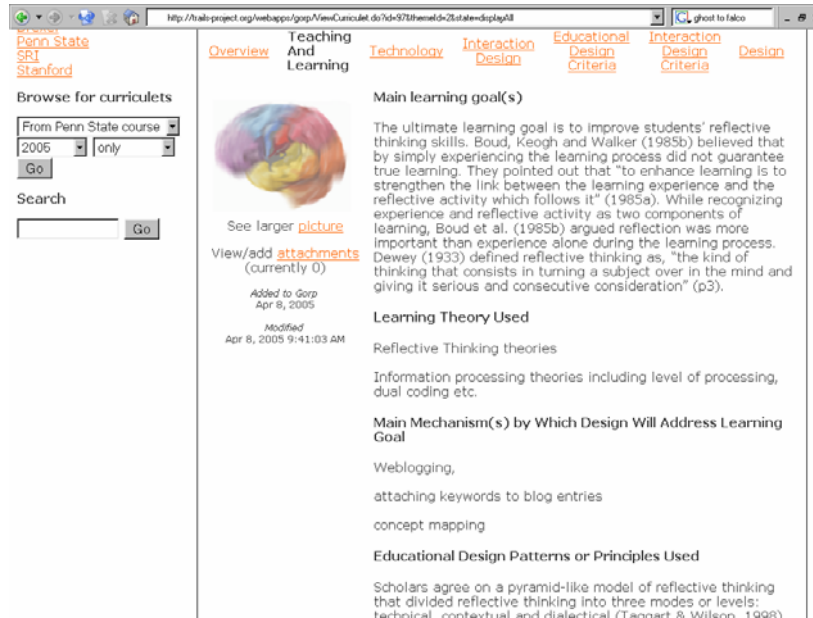 http://trails-project.org/webapps/gorp/ViewCurriculet.do?id=97&themeId=2&state=displayAll
ghost to falco
Broker
Penn State
SRI
Stanford
Browse for curriculets
From Penn State course
2005
only
Go
Search
Go
Overview
Teaching
And
Learning
Technology
Interaction
Design
Educational
Design
Criteria
Interaction
Design
Criteria
Design
See larger picture
View/add attachments
(currently 0)
Added to Gorp
Apr 8, 2005
Modified
Apr 8, 2005 9:41:03 AM
Main learning goal(s)
The ultimate learning goal is to improve students' reflective
thinking skills. Boud, Keogh and Walker (1985b) believed that
by simply experiencing the learning process did not guarantee
true learning. They pointed out that "to enhance learning is to
strengthen the link between the learning experience and the
reflective activity which follows it" (1985a). While recognizing
experience and reflective activity as two components of
learning, Boud et al. (1985b) argued reflection was more
important than experience alone during the learning process.
Dewey (1933) defined reflective thinking as, "the kind of
thinking that consists in turning a subject over in the mind and
giving it serious and consecutive consideration" (p3).
Learning Theory Used
Reflective Thinking theories
Information processing theories including level of processing,
dual coding etc.
Main Mechanism(s) by Which Design Will Address Learning
Goal
Weblogging,
attaching keywords to blog entries
concept mapping
Educational Design Patterns or Principles Used
Scholars agree on a pyramid-like model of reflective thinking
that divided reflective thinking into three modes or levels:
technical, contextual and dialectical (Taggart & Wilson, 1998)